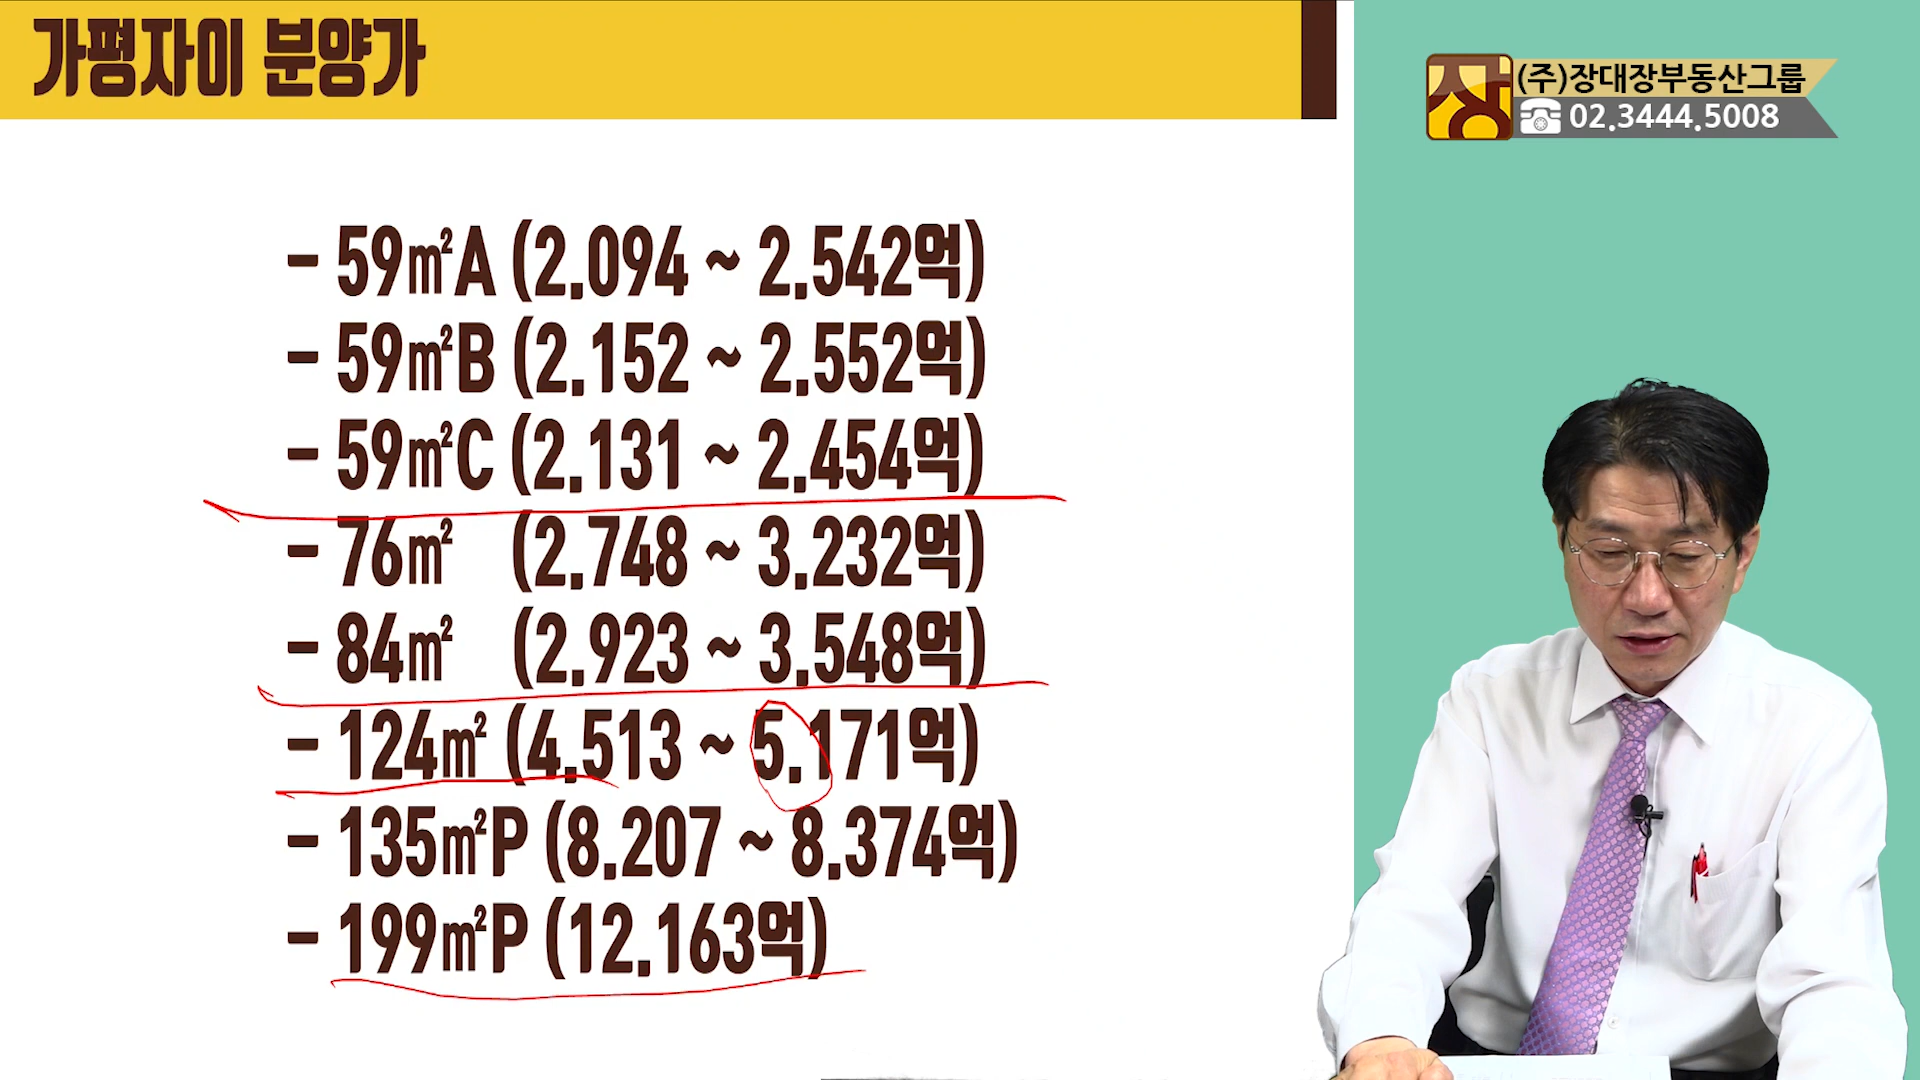 가평자이 분양가
(주)장대장부동산그룹
02.3444.5008
- 59㎡A (2.094 ~ 2.542억)
- 59㎡B (2.152 ~ 2.552억)
- 59㎡C (2.131 ~ 2.454억)
- 76㎡ (2.748 ~ 3.232억)
- 84㎡ (2.923 ~ 3.548억)
- 124㎡ (4.513 ~ 5.171억)
- 135㎡P (8.207 ~ 8.374억)
- 199㎡P (12.163억)
장